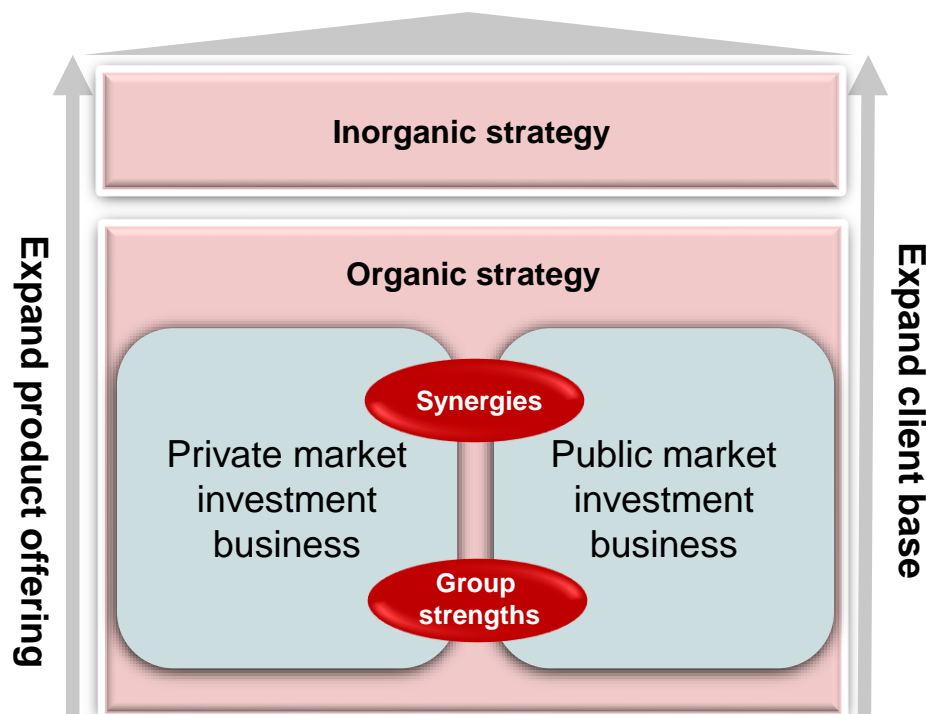 Inorganic strategy
Expand product offering
Expand client base
Organic strategy
Synergies
Private market
investment
business
Public market
investment
business
Group
strengths